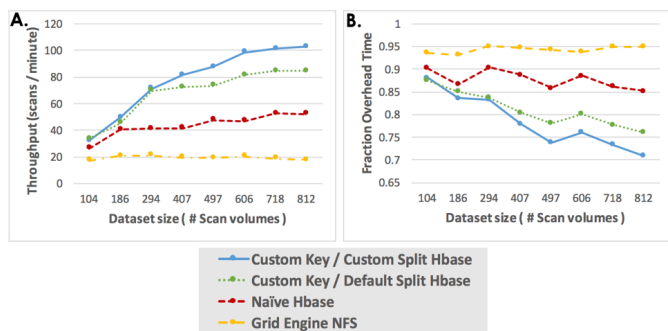 A.
Throughput (scans / minute)
120
100
80
60
40
20
0
104 186 294 407 497 606 718 812
Dataset size ( # Scan volumes )
B.
Fraction Overhead Time
1
0.95
0.9
0.85
0.8
0.75
0.7
0.65
104 186 294 407 497 606 718 812
Dataset size ( # Scan volumes )
Custom Key / Custom Split Hbase
Custom Key / Default Split Hbase
Naïve Hbase
Grid Engine NFS